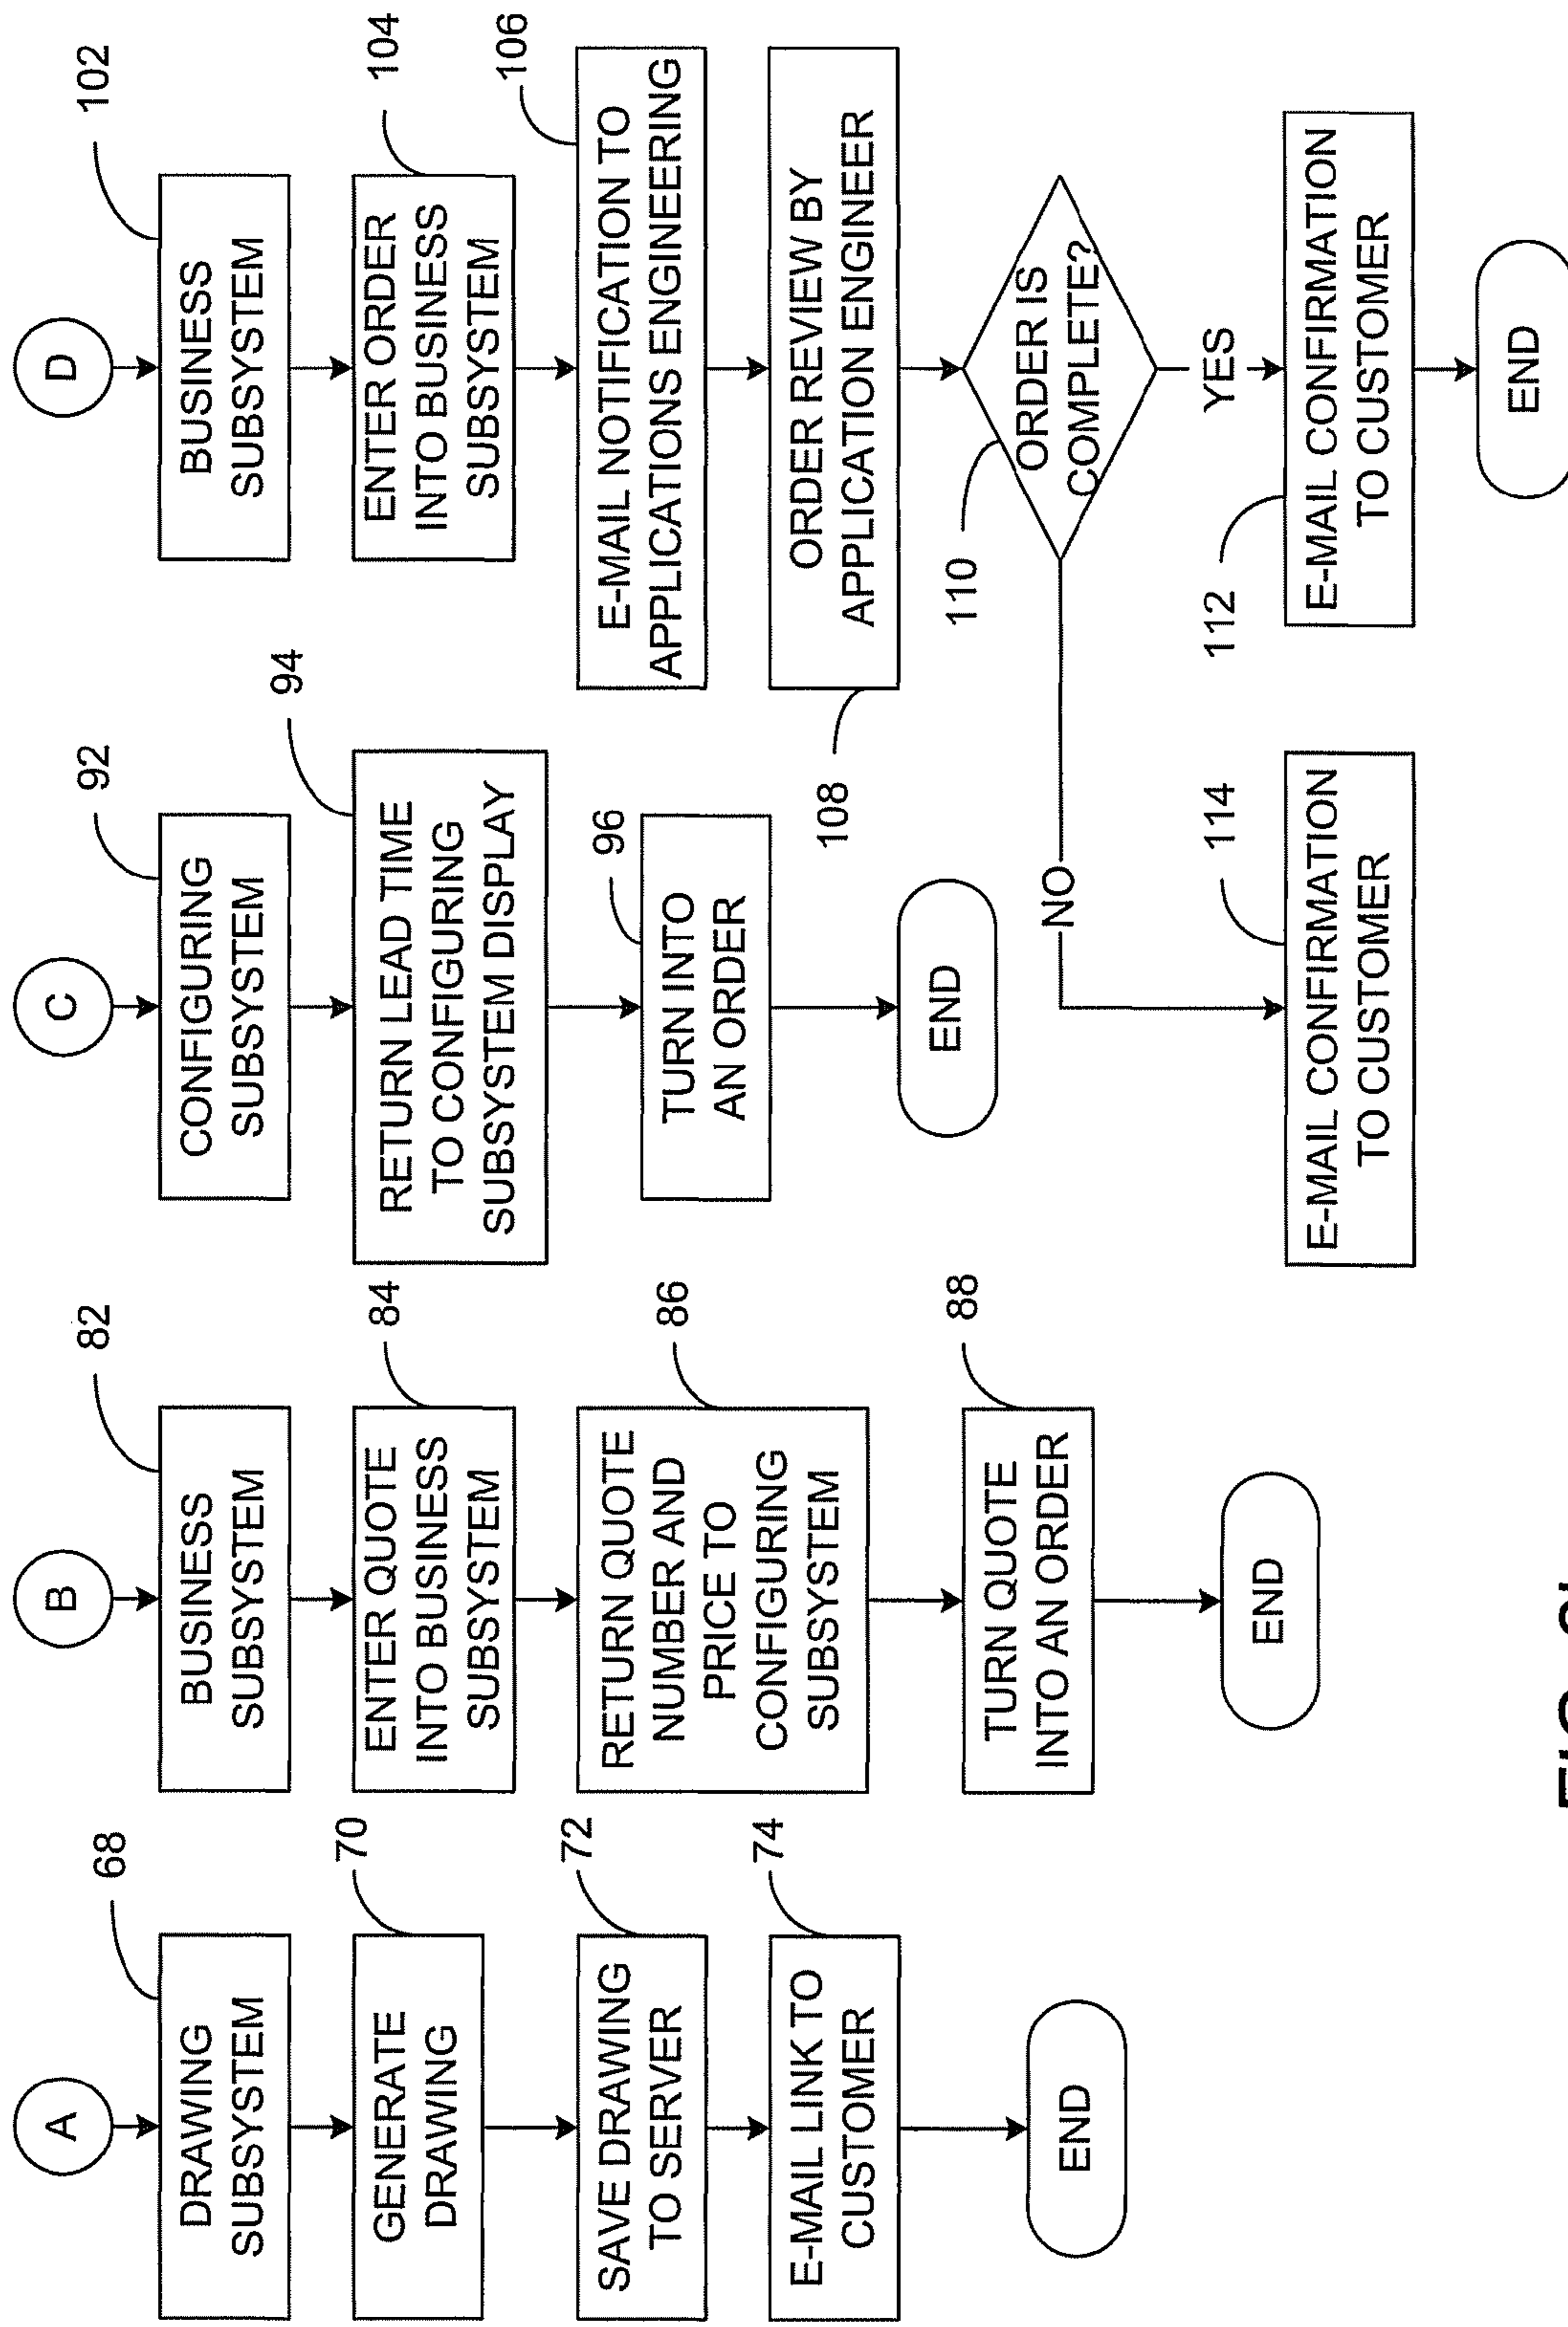 A
68
DRAWING
SUBSYSTEM
70
GENERATE
DRAWING
72
SAVE DRAWING
TO SERVER
74
E-MAIL LINK TO
CUSTOMER
END
B
82
BUSINESS
SUBSYSTEM
84
ENTER QUOTE
INTO BUSINESS
SUBSYSTEM
86
RETURN QUOTE
NUMBER AND
PRICE TO
CONFIGURING
SUBSYSTEM
88
TURN QUOTE
INTO AN ORDER
END
C
92
CONFIGURING
SUBSYSTEM
94
RETURN LEAD TIME
TO CONFIGURING
SUBSYSTEM DISPLAY
96
TURN INTO
AN ORDER
END
D
102
BUSINESS
SUBSYSTEM
104
ENTER ORDER
INTO BUSINESS
SUBSYSTEM
106
E-MAIL NOTIFICATION TO
APPLICATIONS ENGINEERING
108
ORDER REVIEW BY
APPLICATION ENGINEER
110
ORDER IS
COMPLETE?
NO
YES
114
E-MAIL CONFIRMATION
TO CUSTOMER
112
E-MAIL CONFIRMATION
TO CUSTOMER
END